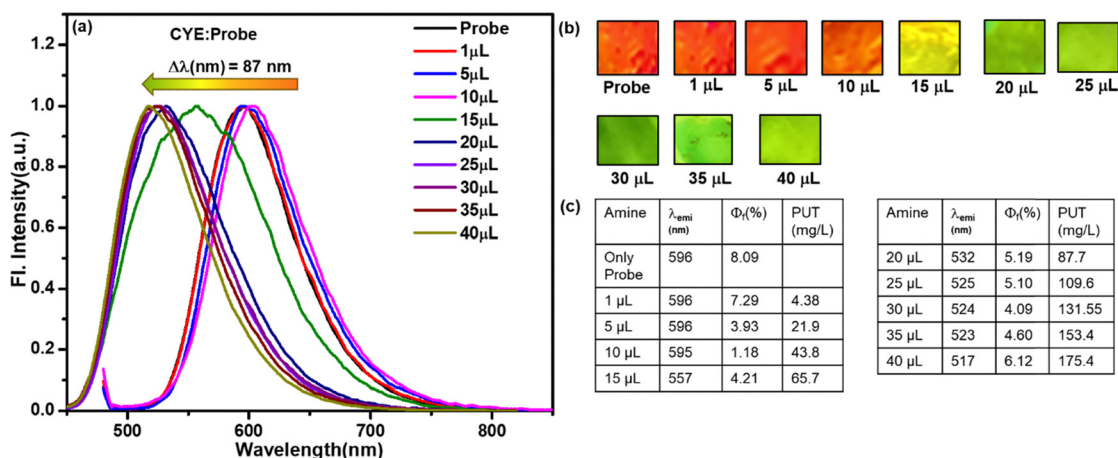 (a)
CYE:Probe
Δλ(nm) = 87 nm
Probe
1µL
5µL
10µL
15µL
20µL
25µL
30µL
35µL
40µL
Fl. Intensity(a.u.)
1.2
1.0
0.8
0.6
0.4
0.2
0.0
500
600
700
800
Wavelength(nm)
(b)
Probe
1 µL
5 µL
10 µL
15 µL
20 µL
25 µL
30 µL
35 µL
40 µL
(c)
Amine λemi (nm) Φf(%) PUT (mg/L)
Only Probe 596 8.09
1 µL 596 7.29 4.38
5 µL 596 3.93 21.9
10 µL 595 1.18 43.8
15 µL 557 4.21 65.7
Amine λemi (nm) Φf(%) PUT (mg/L)
20 µL 532 5.19 87.7
25 µL 525 5.10 109.6
30 µL 524 4.09 131.55
35 µL 523 4.60 153.4
40 µL 517 6.12 175.4